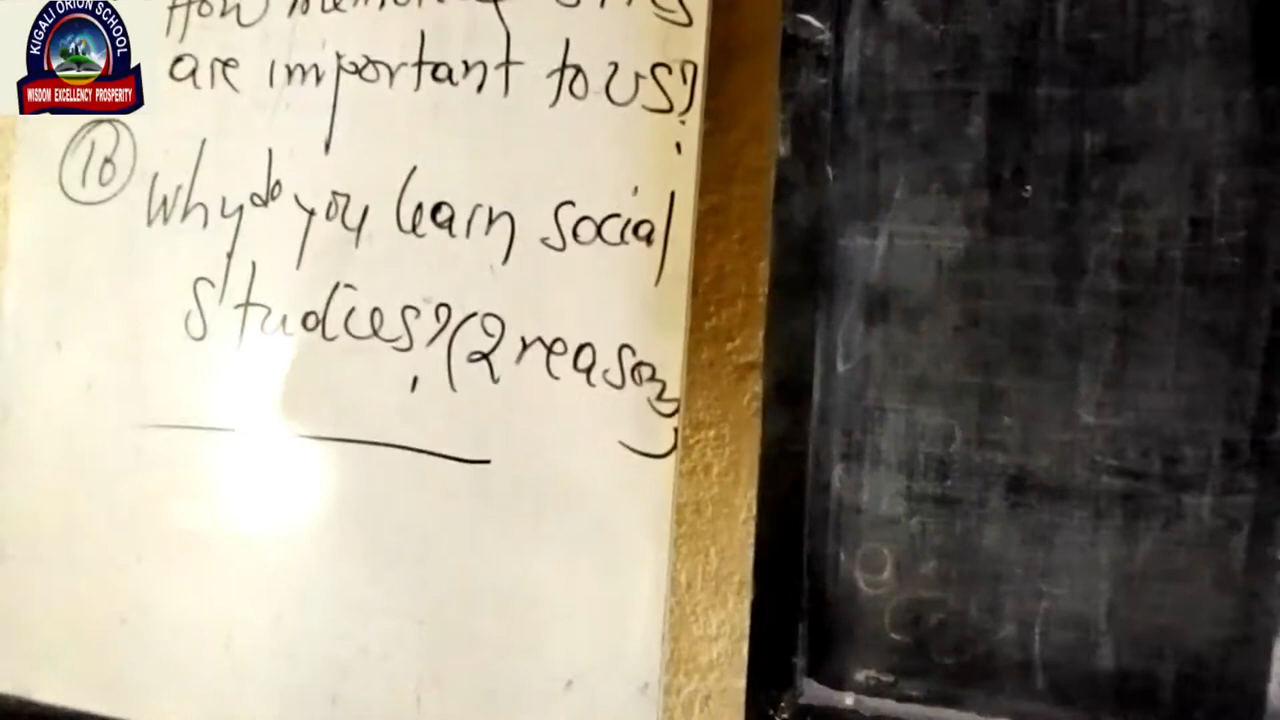 KIGALI ORION SCHOOL
WISDOM EXCELLENCY PROSPERITY
How
are important to us?
10 Why do you learn social
studies? (2 reasons)